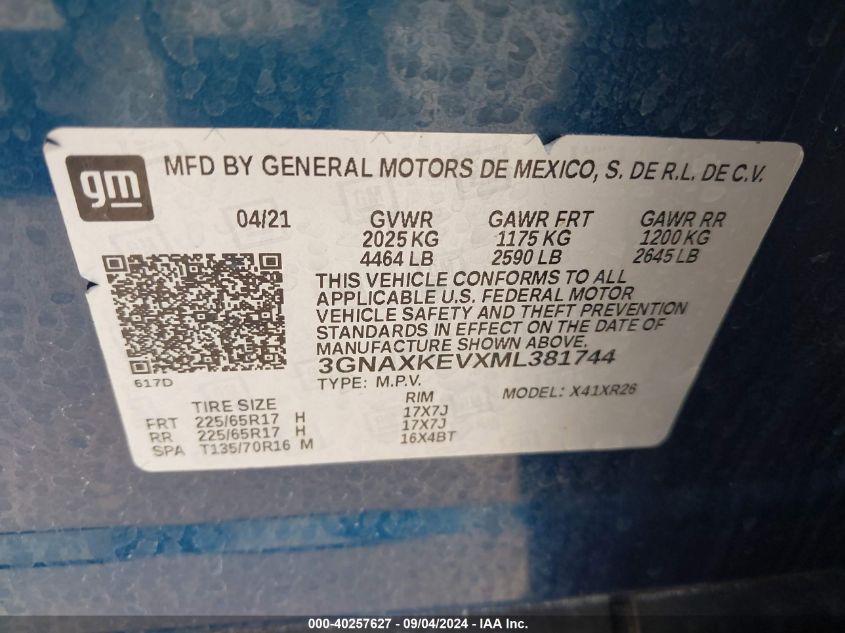 gm
MFD BY GENERAL MOTORS DE MEXICO, S. DE R.L. DE C.V.
04/21 GVWR GAWR FRT GAWR RR
2025 KG 1175 KG 1200 KG
4464 LB 2590 LB 2645 LB
THIS VEHICLE CONFORMS TO ALL
APPLICABLE U.S. FEDERAL MOTOR
VEHICLE SAFETY AND THEFT PREVENTION
STANDARDS IN EFFECT ON THE DATE OF
MANUFACTURE SHOWN ABOVE.
3GNAXKEVXML381744
617D
TYPE: M.P.V. MODEL: X41XR26
TIRE SIZE RIM
FRT 225/65R17 H 17X7J
RR 225/65R17 H 17X7J
SPA T135/70R16 M 16X4BT
000-40257627 - 09/04/2024 - IAA Inc.